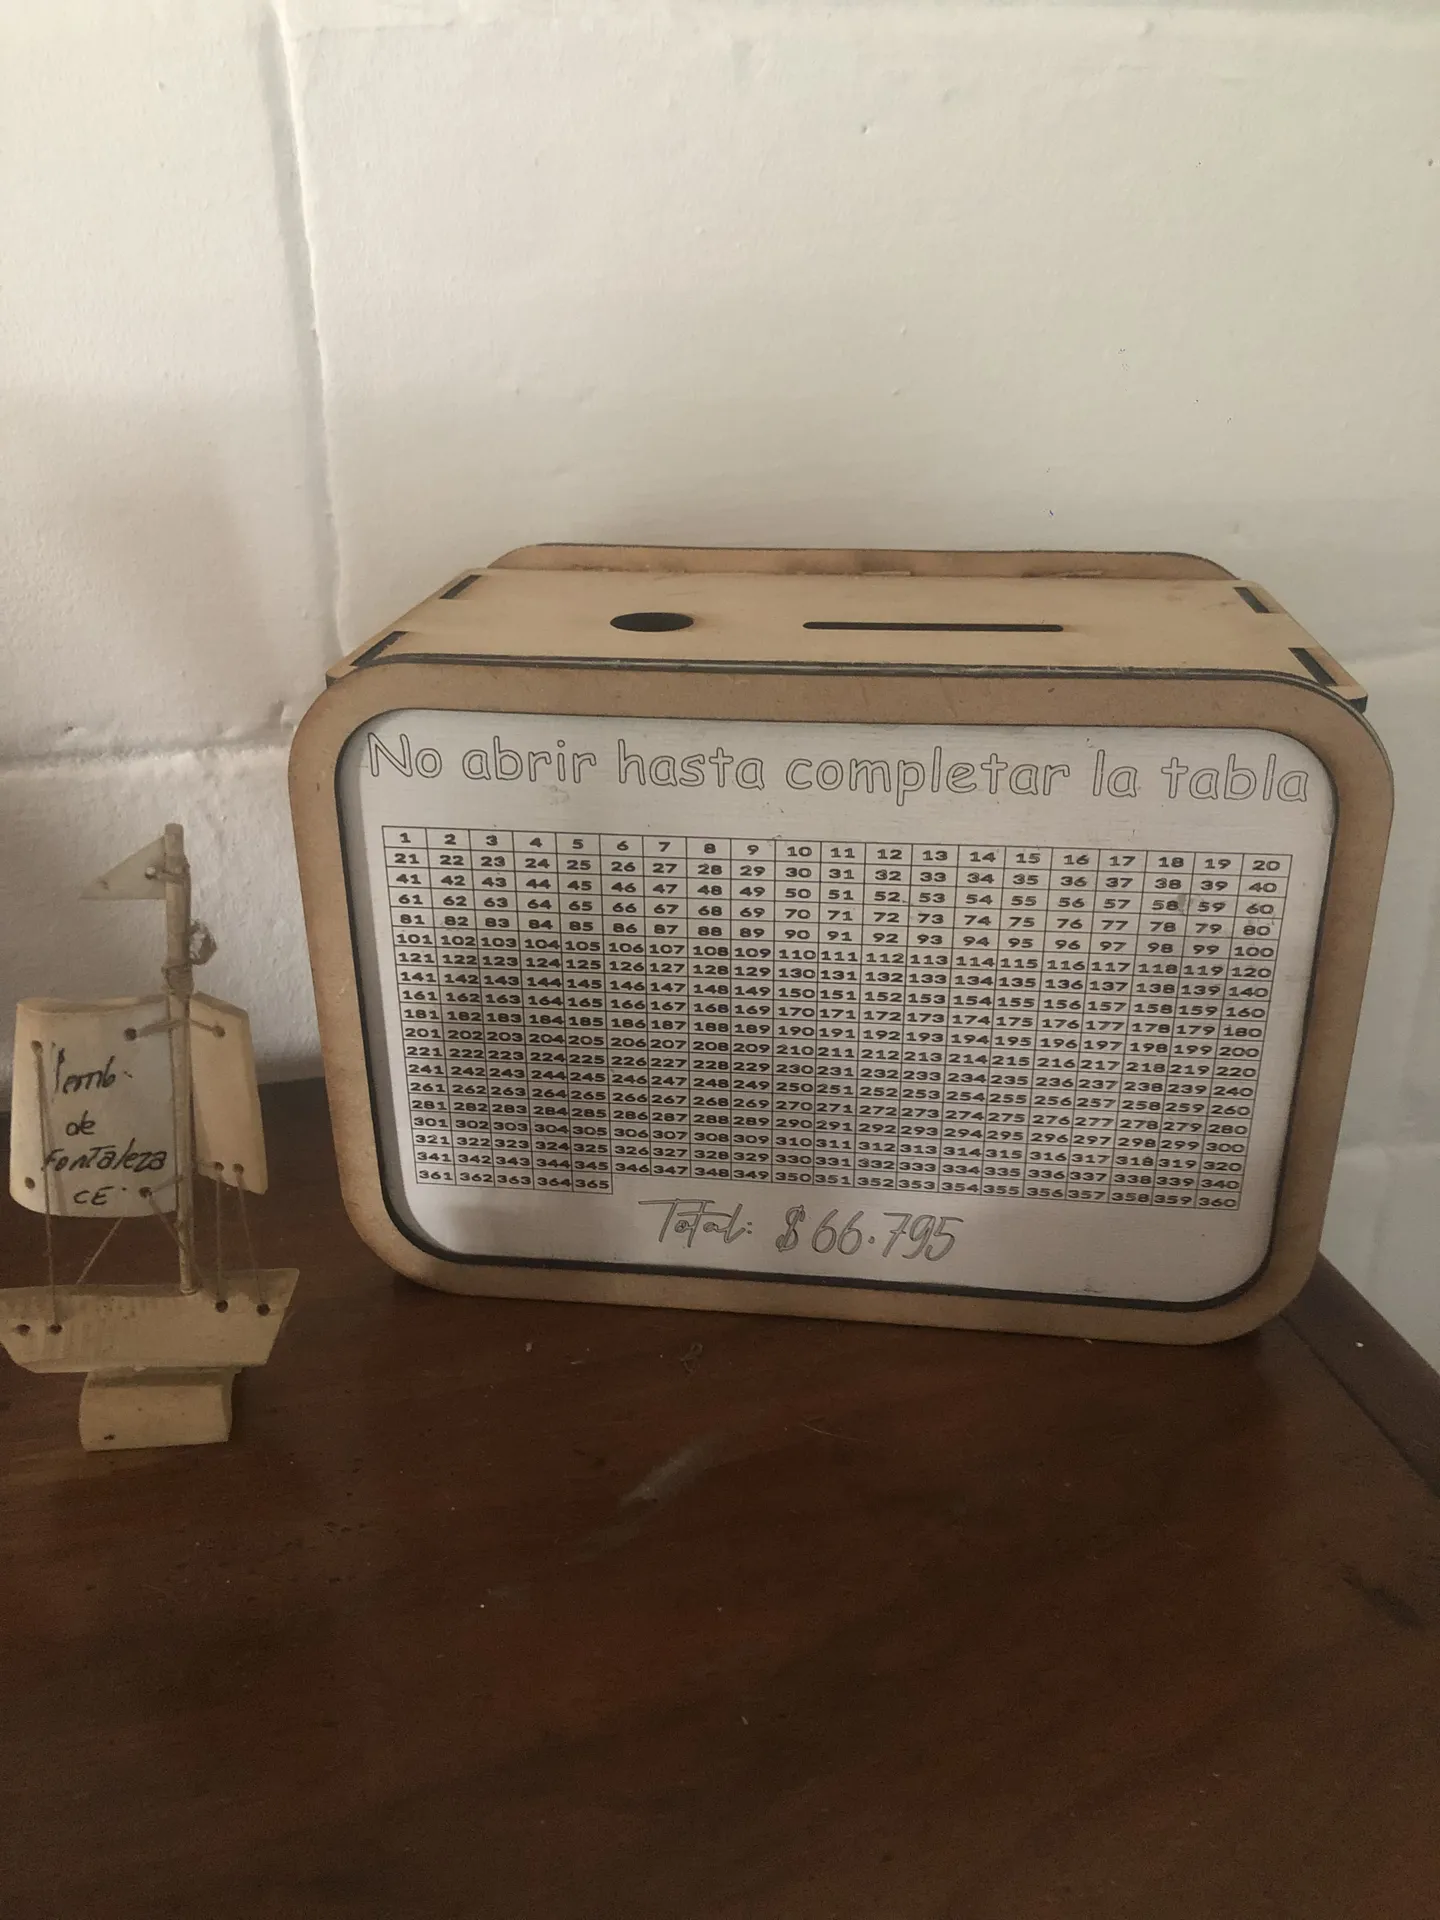 No abrir hasta completar la tabla
1 2 3 4 5 6 7 8 9 10 11 12 13 14 15 16 17 18 19 20
21 22 23 24 25 26 27 28 29 30 31 32 33 34 35 36 37 38 39 40
41 42 43 44 45 46 47 48 49 50 51 52 53 54 55 56 57 58 59 60
61 62 63 64 65 66 67 68 69 70 71 72 73 74 75 76 77 78 79 80
81 82 83 84 85 86 87 88 89 90 91 92 93 94 95 96 97 98 99 100
101 102 103 104 105 106 107 108 109 110 111 112 113 114 115 116 117 118 119 120
121 122 123 124 125 126 127 128 129 130 131 132 133 134 135 136 137 138 139 140
141 142 143 144 145 146 147 148 149 150 151 152 153 154 155 156 157 158 159 160
161 162 163 164 165 166 167 168 169 170 171 172 173 174 175 176 177 178 179 180
181 182 183 184 185 186 187 188 189 190 191 192 193 194 195 196 197 198 199 200
201 202 203 204 205 206 207 208 209 210 211 212 213 214 215 216 217 218 219 220
221 222 223 224 225 226 227 228 229 230 231 232 233 234 235 236 237 238 239 240
241 242 243 244 245 246 247 248 249 250 251 252 253 254 255 256 257 258 259 260
261 262 263 264 265 266 267 268 269 270 271 272 273 274 275 276 277 278 279 280
281 282 283 284 285 286 287 288 289 290 291 292 293 294 295 296 297 298 299 300
301 302 303 304 305 306 307 308 309 310 311 312 313 314 315 316 317 318 319 320
321 322 323 324 325 326 327 328 329 330 331 332 333 334 335 336 337 338 339 340
341 342 343 344 345 346 347 348 349 350 351 352 353 354 355 356 357 358 359 360
361 362 363 364 365
Total: $66.795
de
Fortaleza
CE